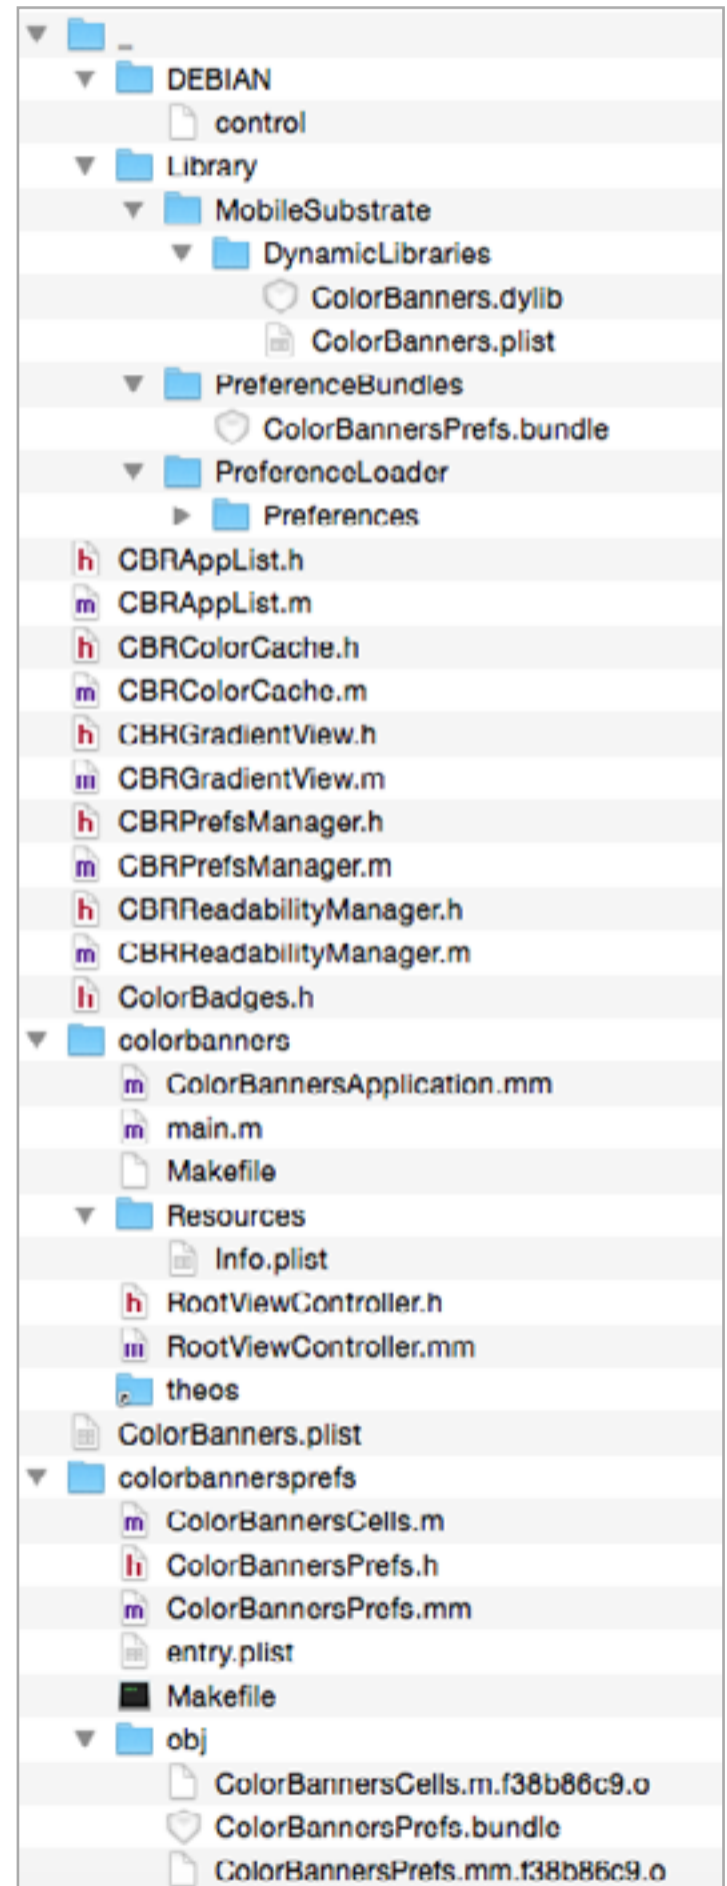 _
DEBIAN
control
Library
MobileSubstrate
DynamicLibraries
ColorBanners.dylib
ColorBanners.plist
PreferenceBundles
ColorBannersPrefs.bundle
PreferenceLoader
Preferences
h CBRAppList.h
m CBRAppList.m
h CBRColorCache.h
m CBRColorCache.m
h CBRGradientView.h
m CBRGradientView.m
h CBRPrefsManager.h
m CBRPrefsManager.m
h CBRReadabilityManager.h
m CBRReadabilityManager.m
h ColorBadges.h
colorbanners
m ColorBannersApplication.mm
m main.m
Makefile
Resources
Info.plist
h RootViewController.h
m RootViewController.mm
theos
ColorBanners.plist
colorbannersprefs
m ColorBannersCells.m
h ColorBannersPrefs.h
m ColorBannersPrefs.mm
entry.plist
Makefile
obj
ColorBannersCells.m.f38b86c9.o
ColorBannersPrefs.bundle
ColorBannersPrefs.mm.f38b86c9.o